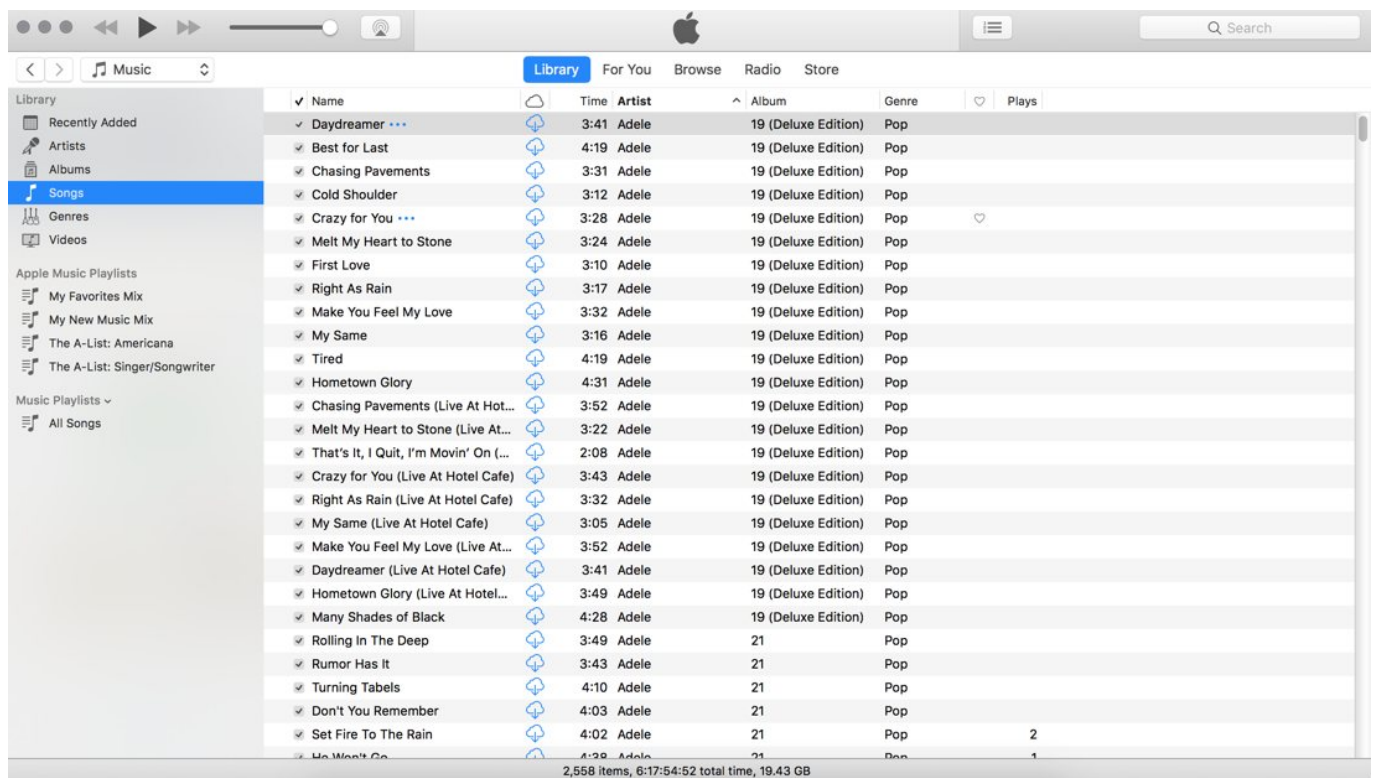 Search
Music
Library For You Browse Radio Store
Library
Recently Added
Artists
Albums
Songs
Genres
Videos
Apple Music Playlists
My Favorites Mix
My New Music Mix
The A-List: Americana
The A-List: Singer/Songwriter
Music Playlists
All Songs
Name Time Artist Album Genre Plays
Daydreamer ••• 3:41 Adele 19 (Deluxe Edition) Pop
Best for Last 4:19 Adele 19 (Deluxe Edition) Pop
Chasing Pavements 3:31 Adele 19 (Deluxe Edition) Pop
Cold Shoulder 3:12 Adele 19 (Deluxe Edition) Pop
Crazy for You ••• 3:28 Adele 19 (Deluxe Edition) Pop
Melt My Heart to Stone 3:24 Adele 19 (Deluxe Edition) Pop
First Love 3:10 Adele 19 (Deluxe Edition) Pop
Right As Rain 3:17 Adele 19 (Deluxe Edition) Pop
Make You Feel My Love 3:32 Adele 19 (Deluxe Edition) Pop
My Same 3:16 Adele 19 (Deluxe Edition) Pop
Tired 4:19 Adele 19 (Deluxe Edition) Pop
Hometown Glory 4:31 Adele 19 (Deluxe Edition) Pop
Chasing Pavements (Live At Hot... 3:52 Adele 19 (Deluxe Edition) Pop
Melt My Heart to Stone (Live At... 3:22 Adele 19 (Deluxe Edition) Pop
That's It, I Quit, I'm Movin' On (... 2:08 Adele 19 (Deluxe Edition) Pop
Crazy for You (Live At Hotel Cafe) 3:43 Adele 19 (Deluxe Edition) Pop
Right As Rain (Live At Hotel Cafe) 3:32 Adele 19 (Deluxe Edition) Pop
My Same (Live At Hotel Cafe) 3:05 Adele 19 (Deluxe Edition) Pop
Make You Feel My Love (Live At... 3:52 Adele 19 (Deluxe Edition) Pop
Daydreamer (Live At Hotel Cafe) 3:41 Adele 19 (Deluxe Edition) Pop
Hometown Glory (Live At Hotel... 3:49 Adele 19 (Deluxe Edition) Pop
Many Shades of Black 4:28 Adele 19 (Deluxe Edition) Pop
Rolling In The Deep 3:49 Adele 21 Pop
Rumor Has It 3:43 Adele 21 Pop
Turning Tabels 4:10 Adele 21 Pop
Don't You Remember 4:03 Adele 21 Pop
Set Fire To The Rain 4:02 Adele 21 Pop 2
He Won't Go 4:38 Adele 21 Pop 1
2,558 items, 6:17:54:52 total time, 19.43 GB